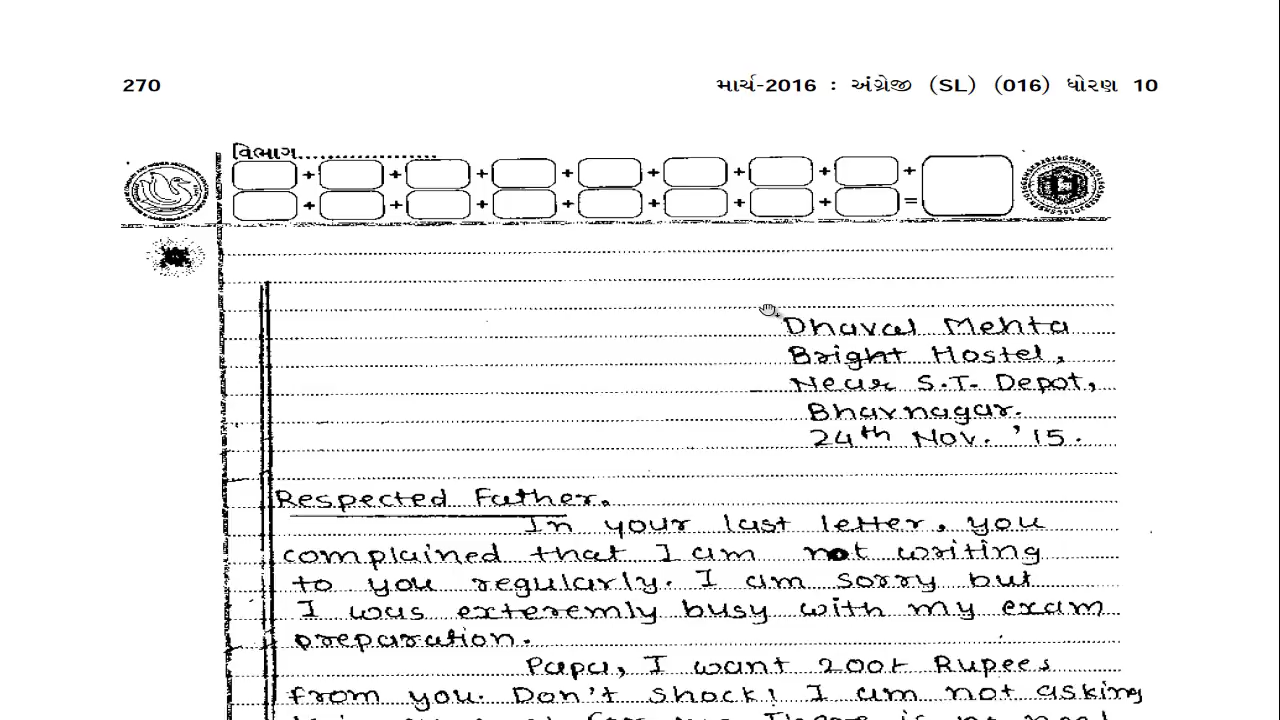 270
માર્ચ-2016 : અંગ્રેજી (SL) (016) ધોરણ 10
વિભાગ
+ + + + + + + +
+ + + + + + + =
Dhaval Mehta
Bright Hostel,
Near S.T. Depot,
Bhavnagar.
24th Nov. '15.
Respected Father,
In your last letter, you
complained that I am not writing
to you regularly. I am sorry but
I was exteremly busy with my exam
preparation.
Papa, I want Rupees
from you. Don't shock! I am not asking